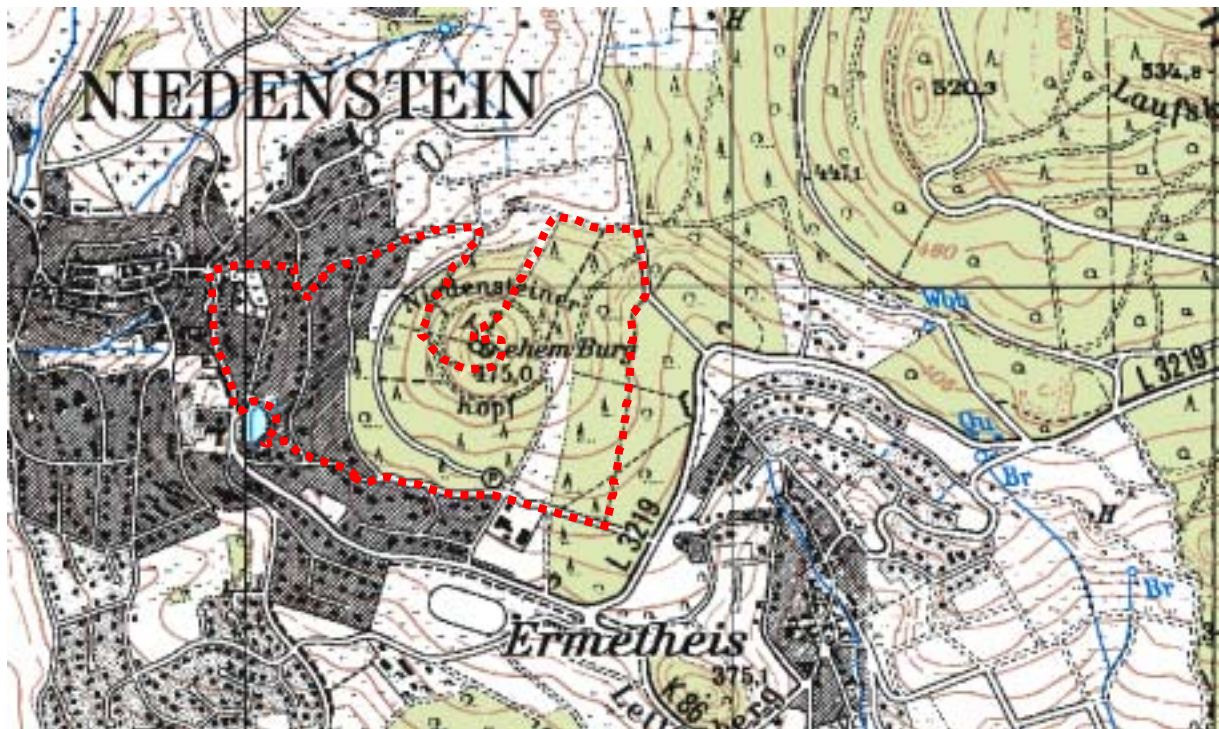 H
NIEDENSTEIN
520,3
534,8
447,1
480
Niedensteiner
Wbh
ehem Burg
475,0
Kopf
L 3219
Qu.
Br
P
H
L 3219
Br
Ermetheis
375,1
K 86